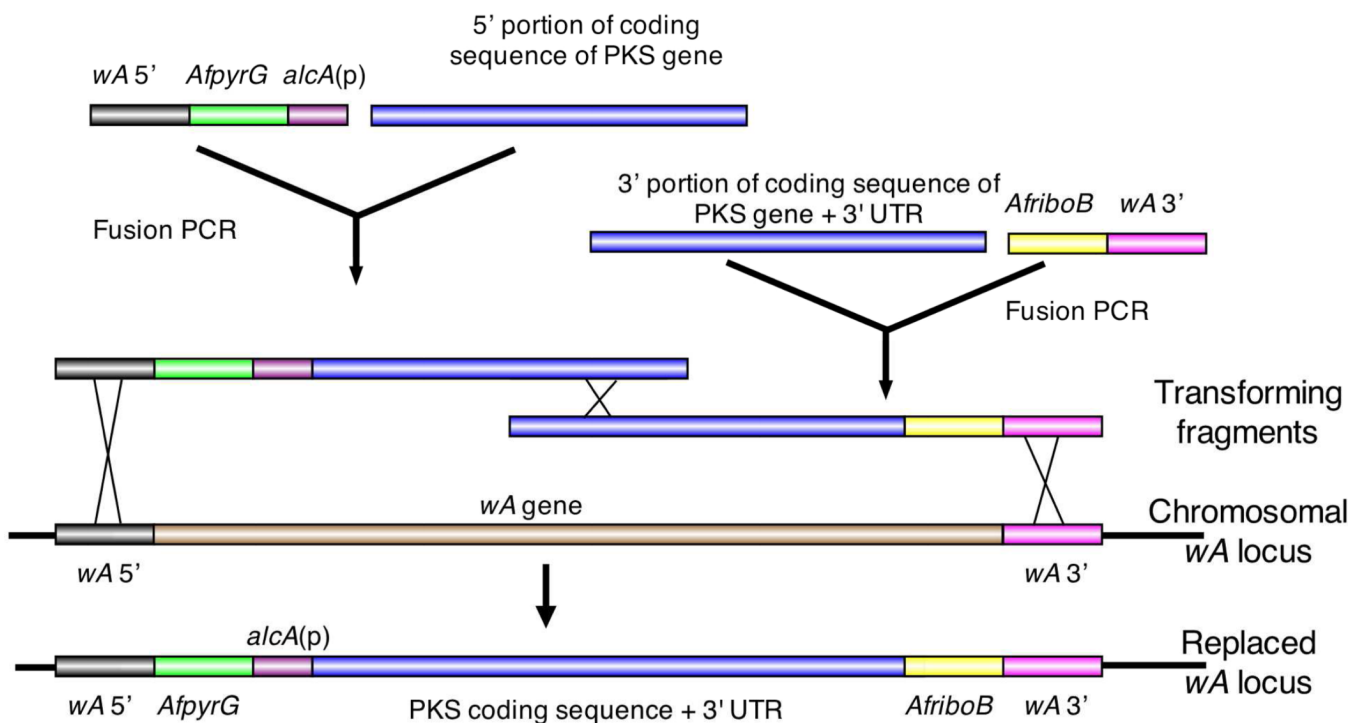 5’ portion of coding
sequence of PKS gene
wA 5’ AfpyrG alcA(p)
3’ portion of coding sequence of
PKS gene + 3' UTR
AfriboB wA 3’
Fusion PCR
Fusion PCR
Transforming
fragments
wA gene
Chromosomal
wA locus
wA 5’
wA 3’
alcA(p)
Replaced
wA locus
wA 5’ AfpyrG PKS coding sequence + 3' UTR AfriboB wA 3’